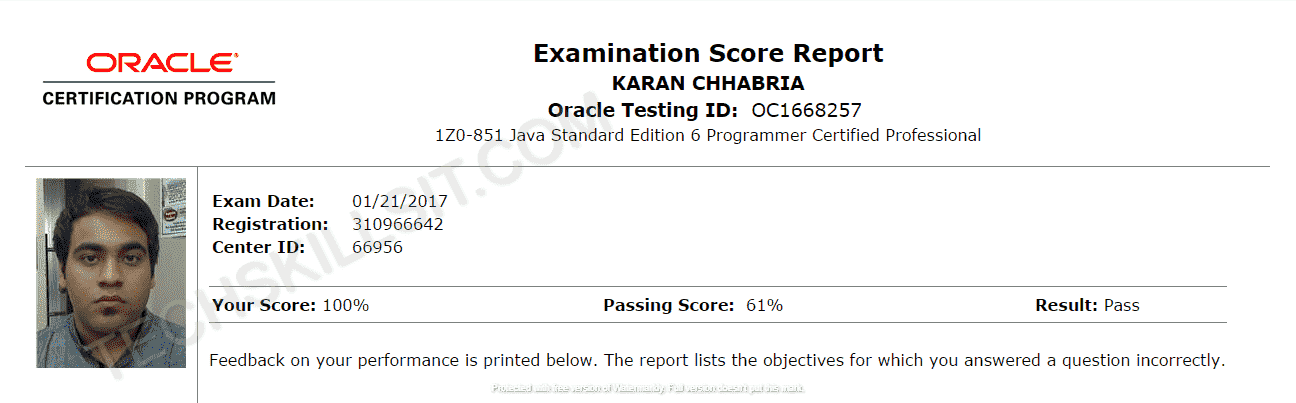 ORACLE
CERTIFICATION PROGRAM
Examination Score Report
KARAN CHHABRIA
Oracle Testing ID: OC1668257
1Z0-851 Java Standard Edition 6 Programmer Certified Professional
Exam Date: 01/21/2017
Registration: 310966642
Center ID: 66956
Your Score: 100% Passing Score: 61% Result: Pass
Feedback on your performance is printed below. The report lists the objectives for which you answered a question incorrectly.
TECHSKILLSIT.COM
Protected with free version of Watermarkly. Full version doesn't put this mark.